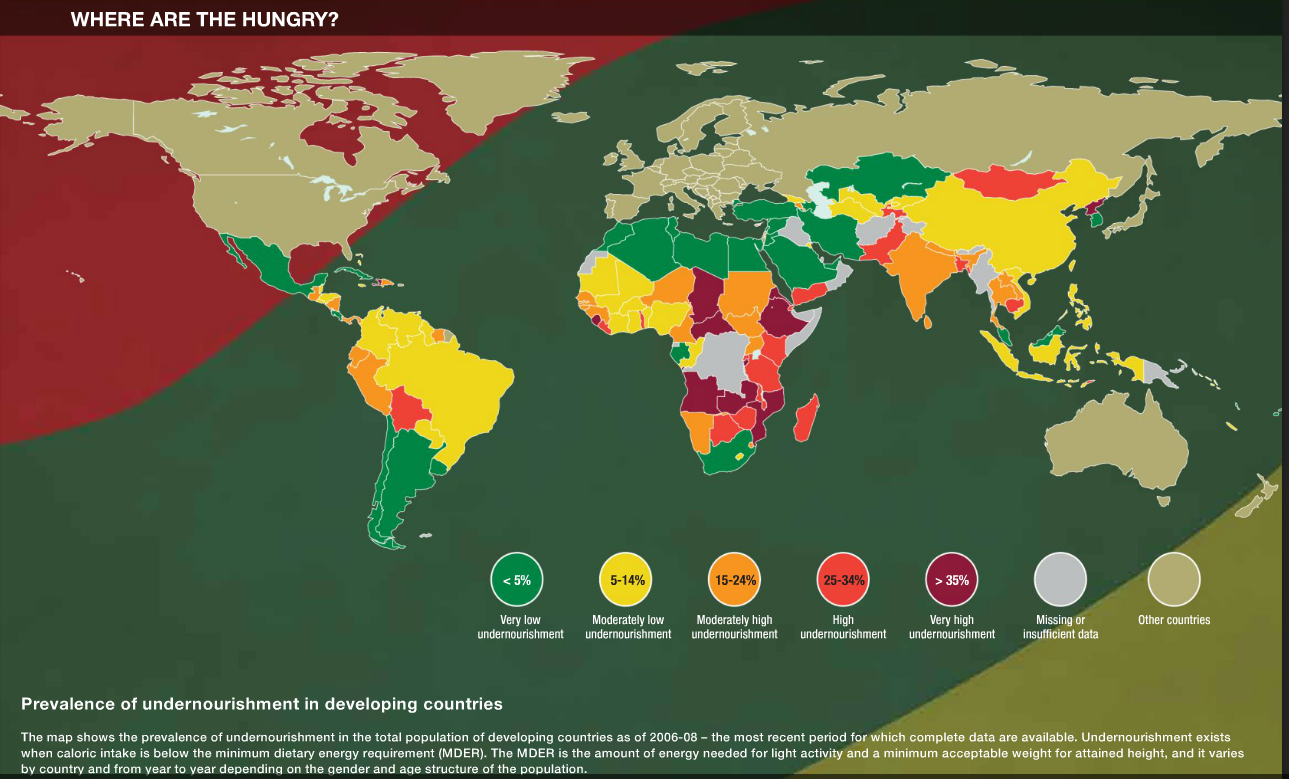 WHERE ARE THE HUNGRY?
< 5%
5-14%
15-24%
25-34%
> 35%
Very low
undernourishment
Moderately low
undernourishment
Moderately high
undernourishment
High
undernourishment
Very high
undernourishment
Missing or
insufficient data
Other countries
Prevalence of undernourishment in developing countries
The map shows the prevalence of undernourishment in the total population of developing countries as of 2006-08 – the most recent period for which complete data are available. Undernourishment exists
when caloric intake is below the minimum dietary energy requirement (MDER). The MDER is the amount of energy needed for light activity and a minimum acceptable weight for attained height, and it varies
by country and from year to year depending on the gender and age structure of the population.